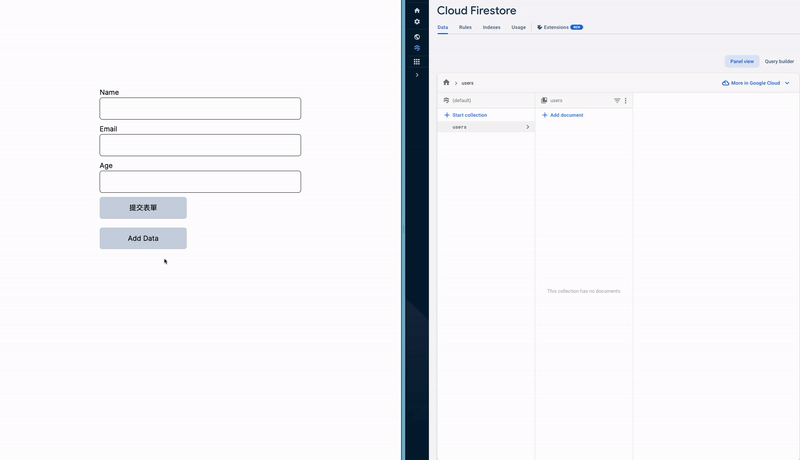 Name
Email
Age
提交表單
Add Data
Cloud Firestore
Data Rules Indexes Usage Extensions NEW
Panel view Query builder
users
More in Google Cloud
(default)
users
Start collection
Add document
users
This collection has no documents